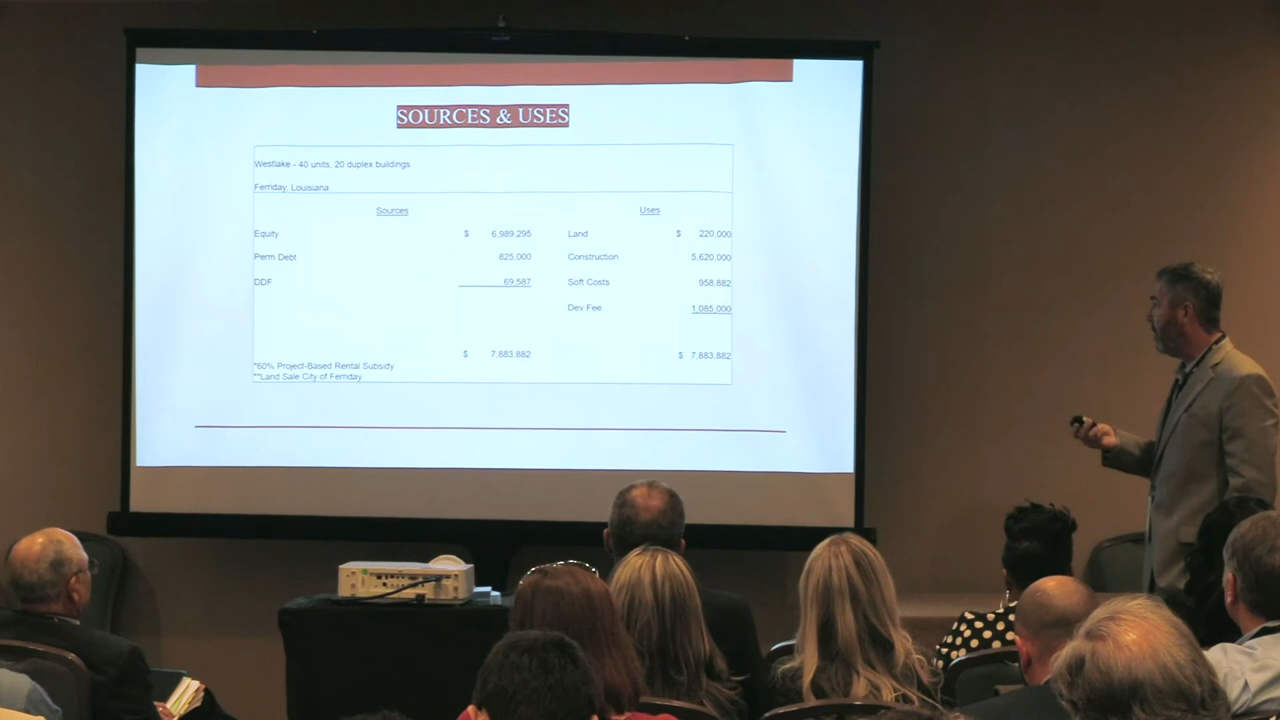 SOURCES & USES
Westlake - 40 units, 20 duplex buildings
Ferriday, Louisiana
Sources Uses
Equity $ 6,989,295 Land $ 220,000
Perm Debt 825,000 Construction 5,620,000
DDF 69,587 Soft Costs 958,882
Dev Fee 1,085,000
$ 7,883,882 $ 7,883,882
*60% Project-Based Rental Subsidy
**Land Sale City of Ferriday